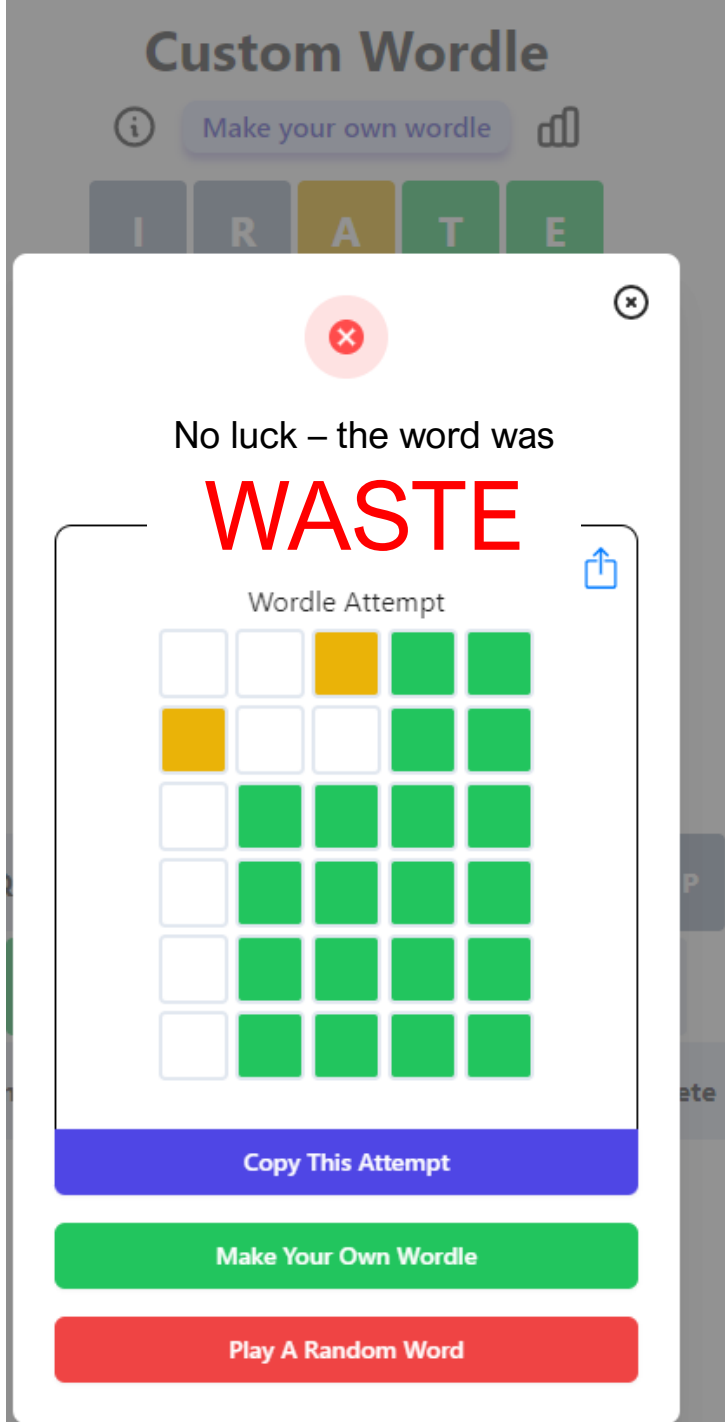 Custom Wordle
Make your own wordle
I R A T E
No luck – the word was
WASTE
Wordle Attempt
P
ete
Copy This Attempt
Make Your Own Wordle
Play A Random Word